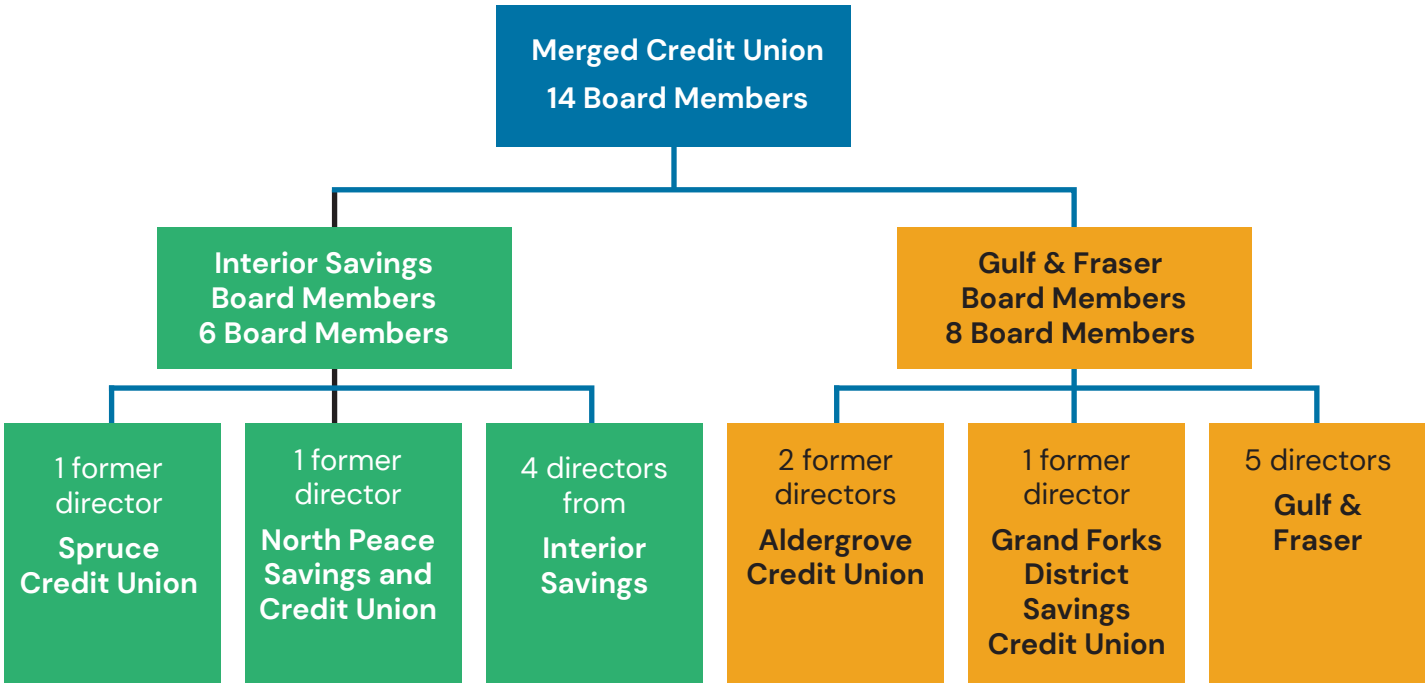 Merged Credit Union
14 Board Members
Interior Savings
Board Members
6 Board Members
Gulf & Fraser
Board Members
8 Board Members
1 former
director
Spruce
Credit Union
1 former
director
North Peace
Savings and
Credit Union
4 directors
from
Interior
Savings
2 former
directors
Aldergrove
Credit Union
1 former
director
Grand Forks
District
Savings
Credit Union
5 directors
Gulf &
Fraser